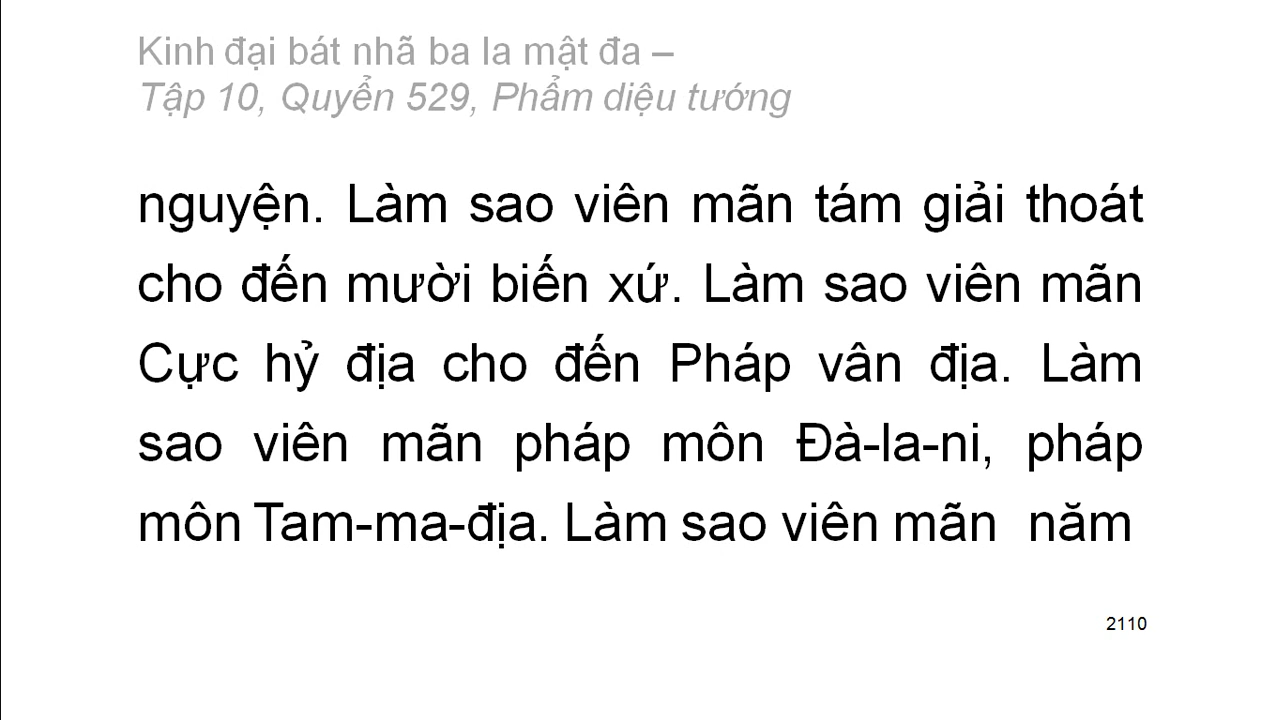 Kinh đại bát nhã ba la mật đa –
Tập 10, Quyển 529, Phẩm diệu tướng
nguyện. Làm sao viên mãn tám giải thoát
cho đến mười biến xứ. Làm sao viên mãn
Cực hỷ địa cho đến Pháp vân địa. Làm
sao viên mãn pháp môn Đà-la-ni, pháp
môn Tam-ma-địa. Làm sao viên mãn năm
2110